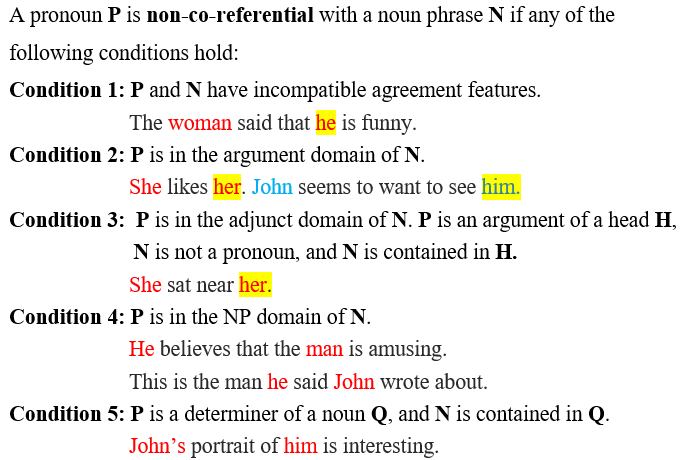 A pronoun P is non-co-referential with a noun phrase N if any of the
following conditions hold:
Condition 1: P and N have incompatible agreement features.
The woman said that he is funny.
Condition 2: P is in the argument domain of N.
She likes her. John seems to want to see him.
Condition 3: P is in the adjunct domain of N. P is an argument of a head H,
N is not a pronoun, and N is contained in H.
She sat near her.
Condition 4: P is in the NP domain of N.
He believes that the man is amusing.
This is the man he said John wrote about.
Condition 5: P is a determiner of a noun Q, and N is contained in Q.
John’s portrait of him is interesting.